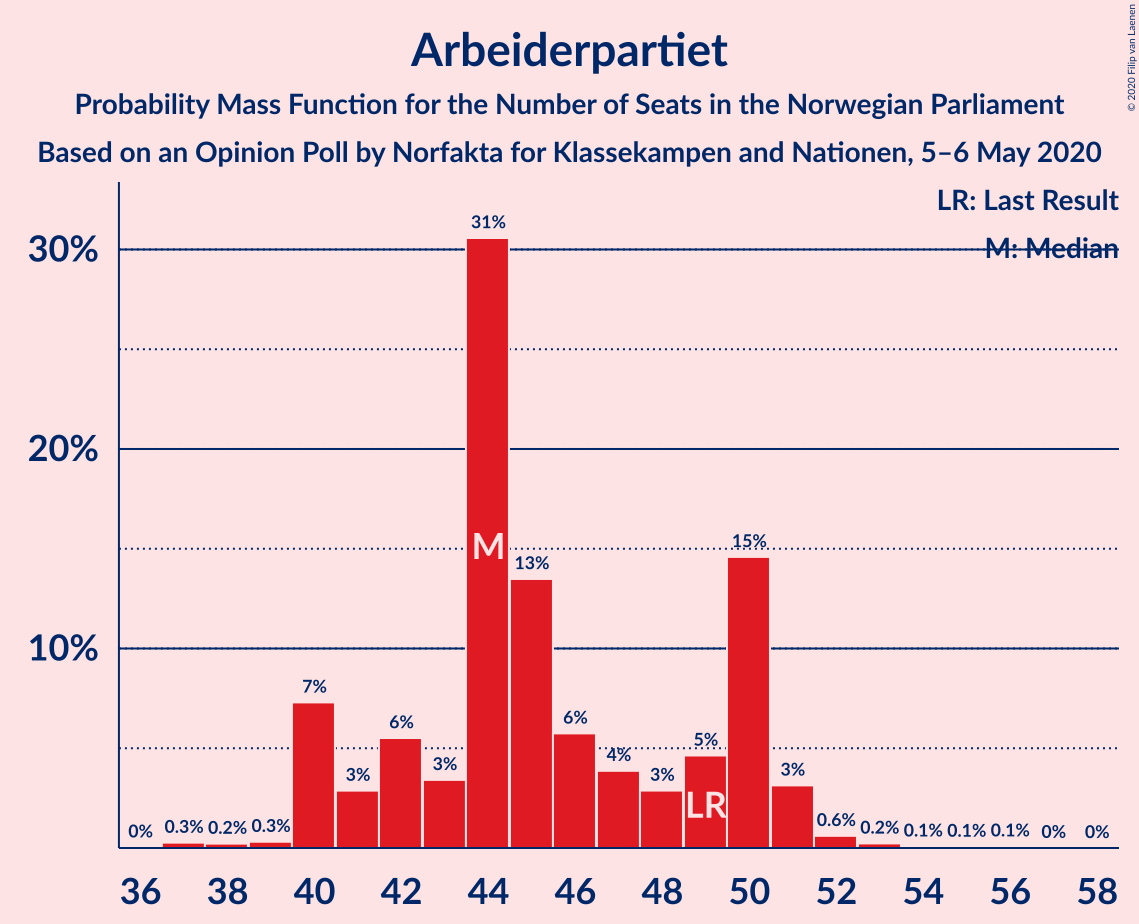 Arbeiderpartiet
Probability Mass Function for the Number of Seats in the Norwegian Parliament
Based on an Opinion Poll by Norfakta for Klassekampen and Nationen, 5–6 May 2020
© 2020 Filip van Laenen
LR: Last Result
M: Median
30%
20%
10%
0%
0.3%
0.2%
0.3%
7%
3%
6%
3%
31%
13%
6%
4%
3%
5%
15%
3%
0.6%
0.2%
0.1%
0.1%
0.1%
0%
0%
M
LR
36 38 40 42 44 46 48 50 52 54 56 58